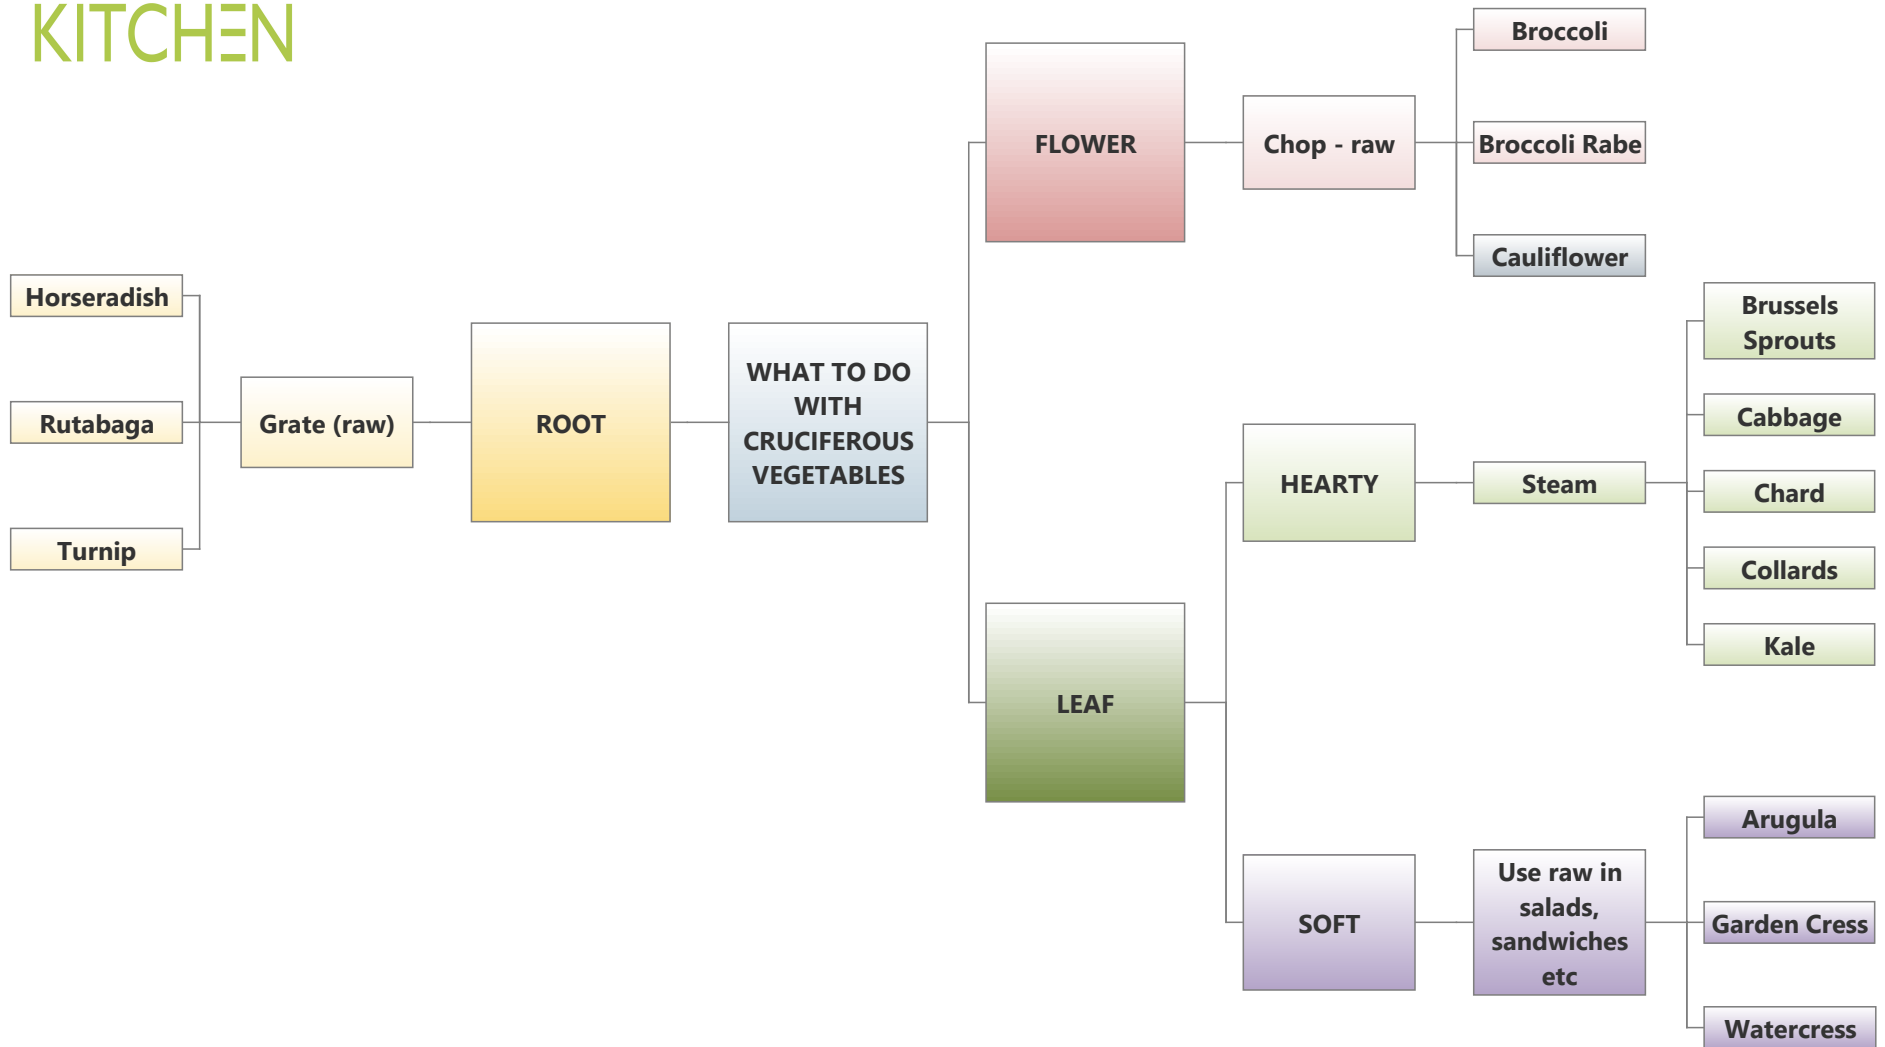 KITCHEN
Horseradish
Rutabaga
Turnip
Grate (raw)
ROOT
WHAT TO DO
WITH
CRUCIFEROUS
VEGETABLES
FLOWER
Chop - raw
Broccoli
Broccoli Rabe
Cauliflower
LEAF
HEARTY
Steam
Brussels
Sprouts
Cabbage
Chard
Collards
Kale
SOFT
Use raw in
salads,
sandwiches
etc
Arugula
Garden Cress
Watercress